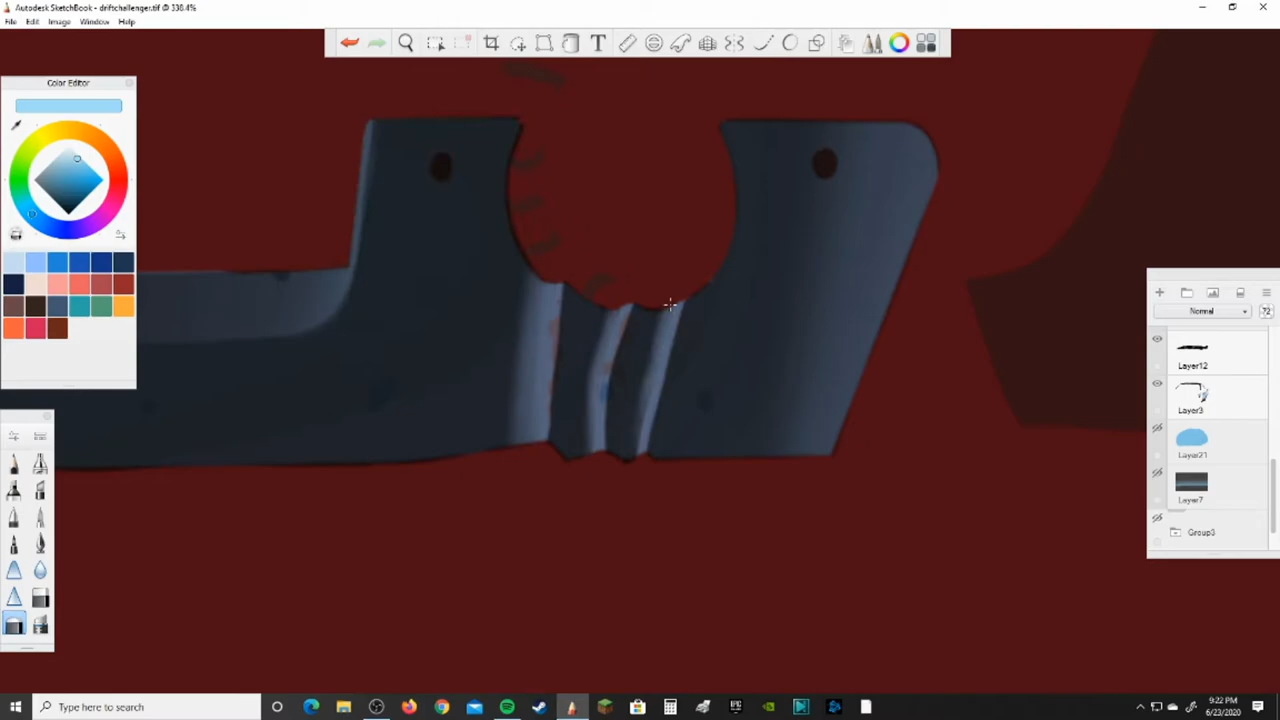 Autodesk SketchBook - driftchallenger.tif @ 338.4%
File Edit Image Window Help
Color Editor
Normal
72
Layer12
Layer3
Layer21
Layer7
Group3
Type here to search
9:22 PM
6/23/2020